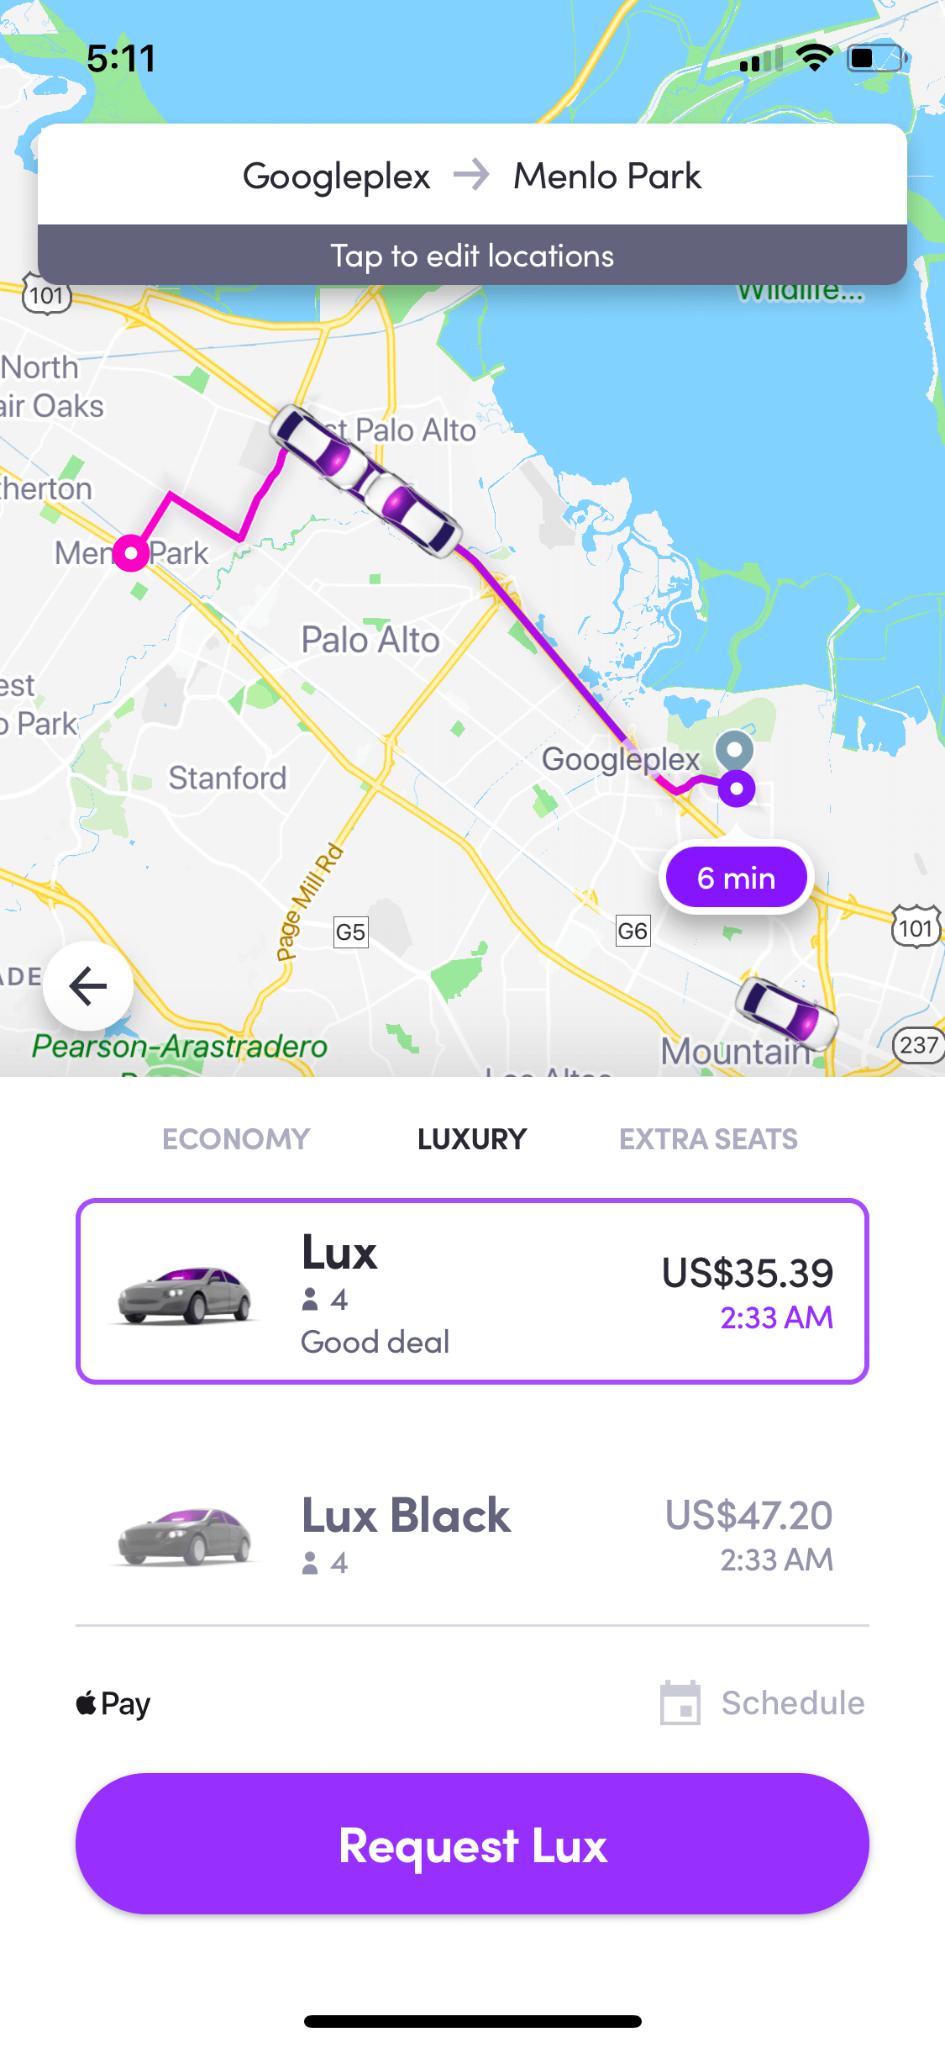 5:11
Googleplex → Menlo Park
Tap to edit locations
Wildlife...
101
North
air Oaks
st Palo Alto
therton
Men Park
Palo Alto
est
o Park
Googleplex
Stanford
6 min
Page Mill Rd
G5
G6
101
ADE
Pearson-Arastradero
Mountain
237
ECONOMY
LUXURY
EXTRA SEATS
Lux
4
Good deal
US$35.39
2:33 AM
Lux Black
4
US$47.20
2:33 AM
Pay
Schedule
Request Lux